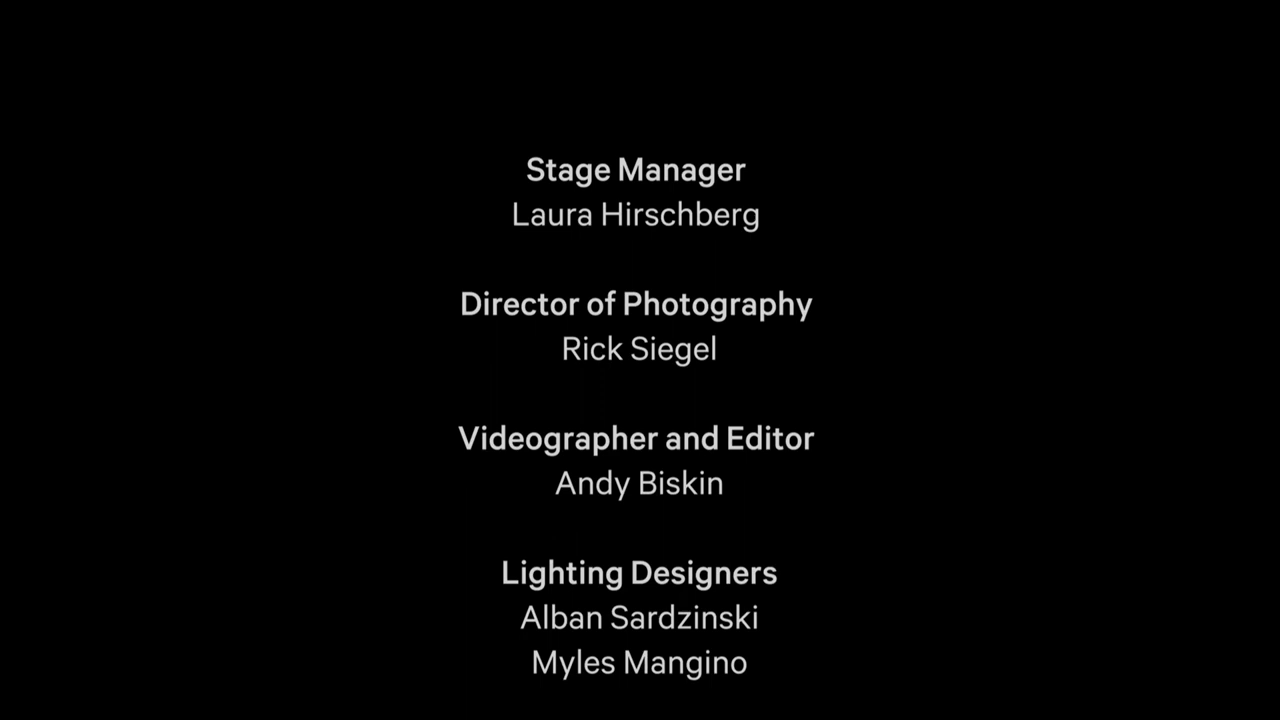 Stage Manager
Laura Hirschberg
Director of Photography
Rick Siegel
Videographer and Editor
Andy Biskin
Lighting Designers
Alban Sardzinski
Myles Mangino